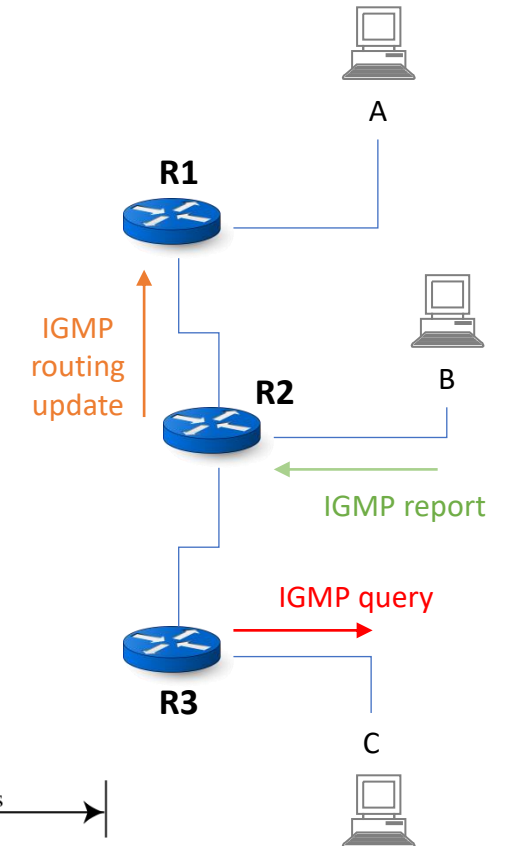 A
R1
IGMP
routing
update
B
R2
IGMP report
IGMP query
R3
C
s